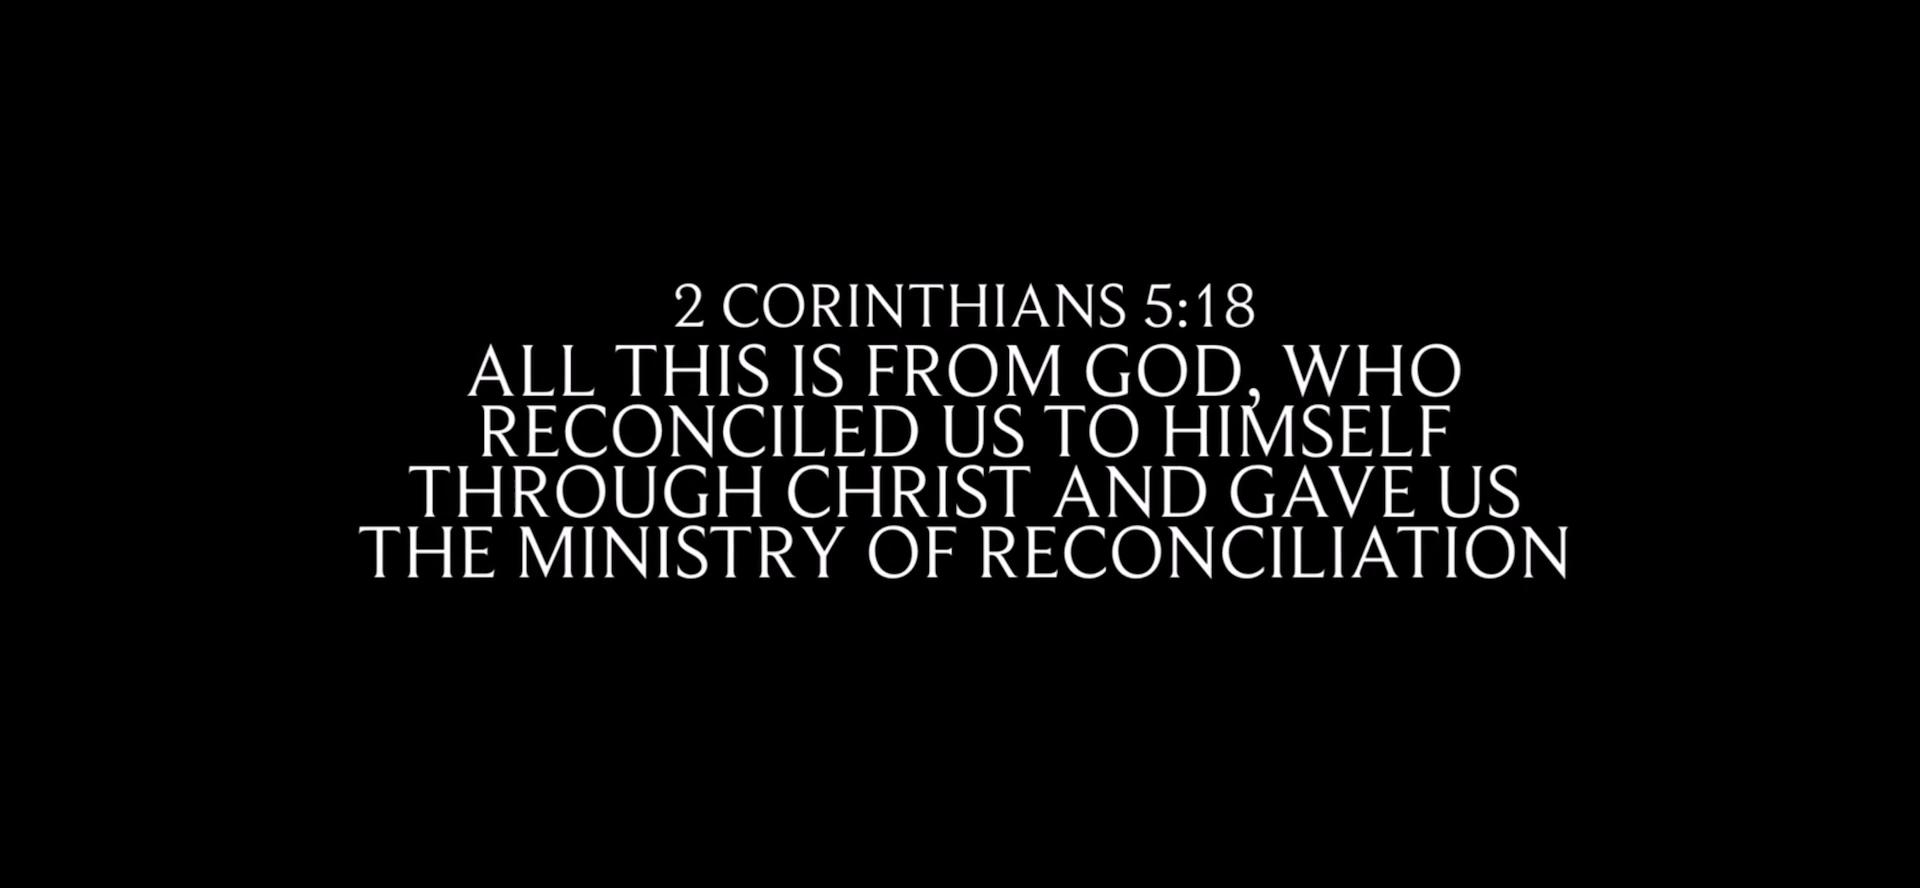 2 CORINTHIANS 5:18
ALL THIS IS FROM GOD, WHO
RECONCILED US TO HIMSELF
THROUGH CHRIST AND GAVE US
THE MINISTRY OF RECONCILIATION